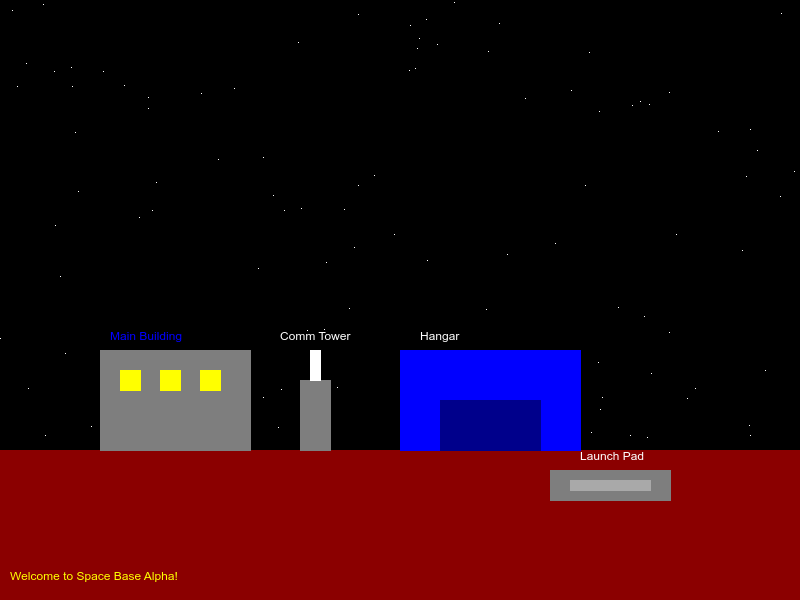 Main Building
Comm Tower
Hangar
Launch Pad
Welcome to Space Base Alpha!